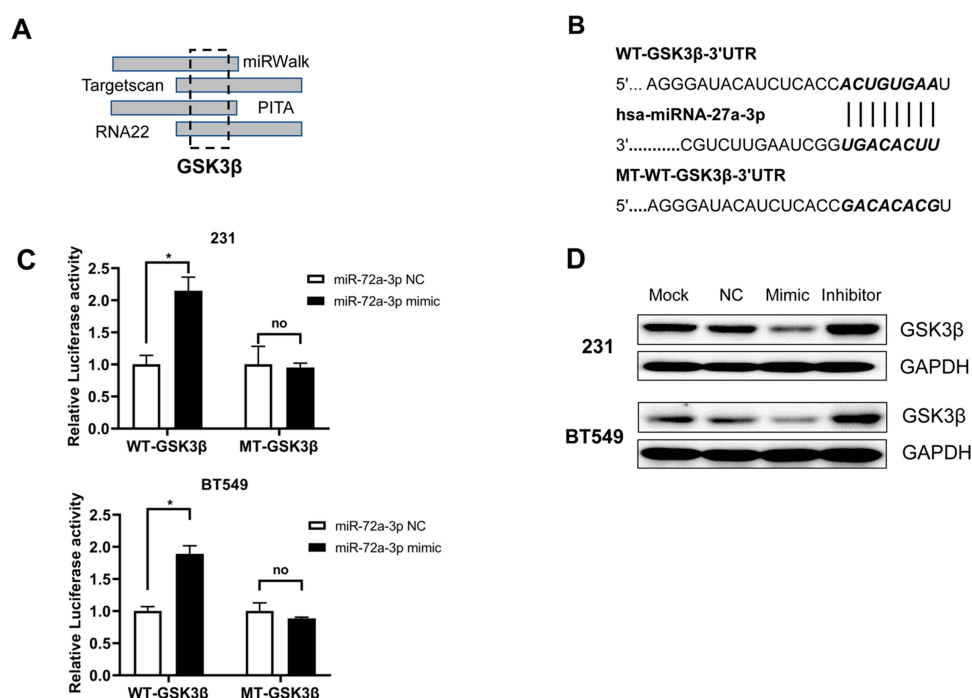 A
miRWalk
Targetscan
PITA
RNA22
GSK3β
B
WT-GSK3β-3'UTR
5'... AGGGAUACAUCUCACCACUGUGAAU
hsa-miRNA-27a-3p
3'...........CGUCUUGAAUCGGUGACACUU
MT-WT-GSK3β-3'UTR
5'....AGGGAUACAUCUCACCGACACACGU
C
231
Relative Luciferase activity
2.5
2.0
1.5
1.0
0.5
0.0
*
no
miR-72a-3p NC
miR-72a-3p mimic
WT-GSK3β MT-GSK3β
BT549
Relative Luciferase activity
2.5
2.0
1.5
1.0
0.5
0.0
*
no
miR-72a-3p NC
miR-72a-3p mimic
WT-GSK3β MT-GSK3β
D
Mock NC Mimic Inhibitor
231
GSK3β
GAPDH
BT549
GSK3β
GAPDH